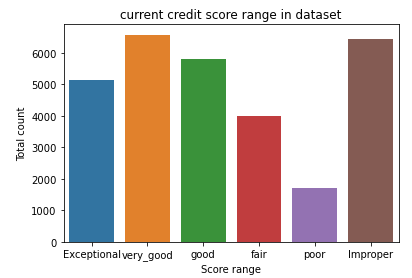 current credit score range in dataset
Total count
6000
5000
4000
3000
2000
1000
0
Exceptional very_good good fair poor Improper
Score range